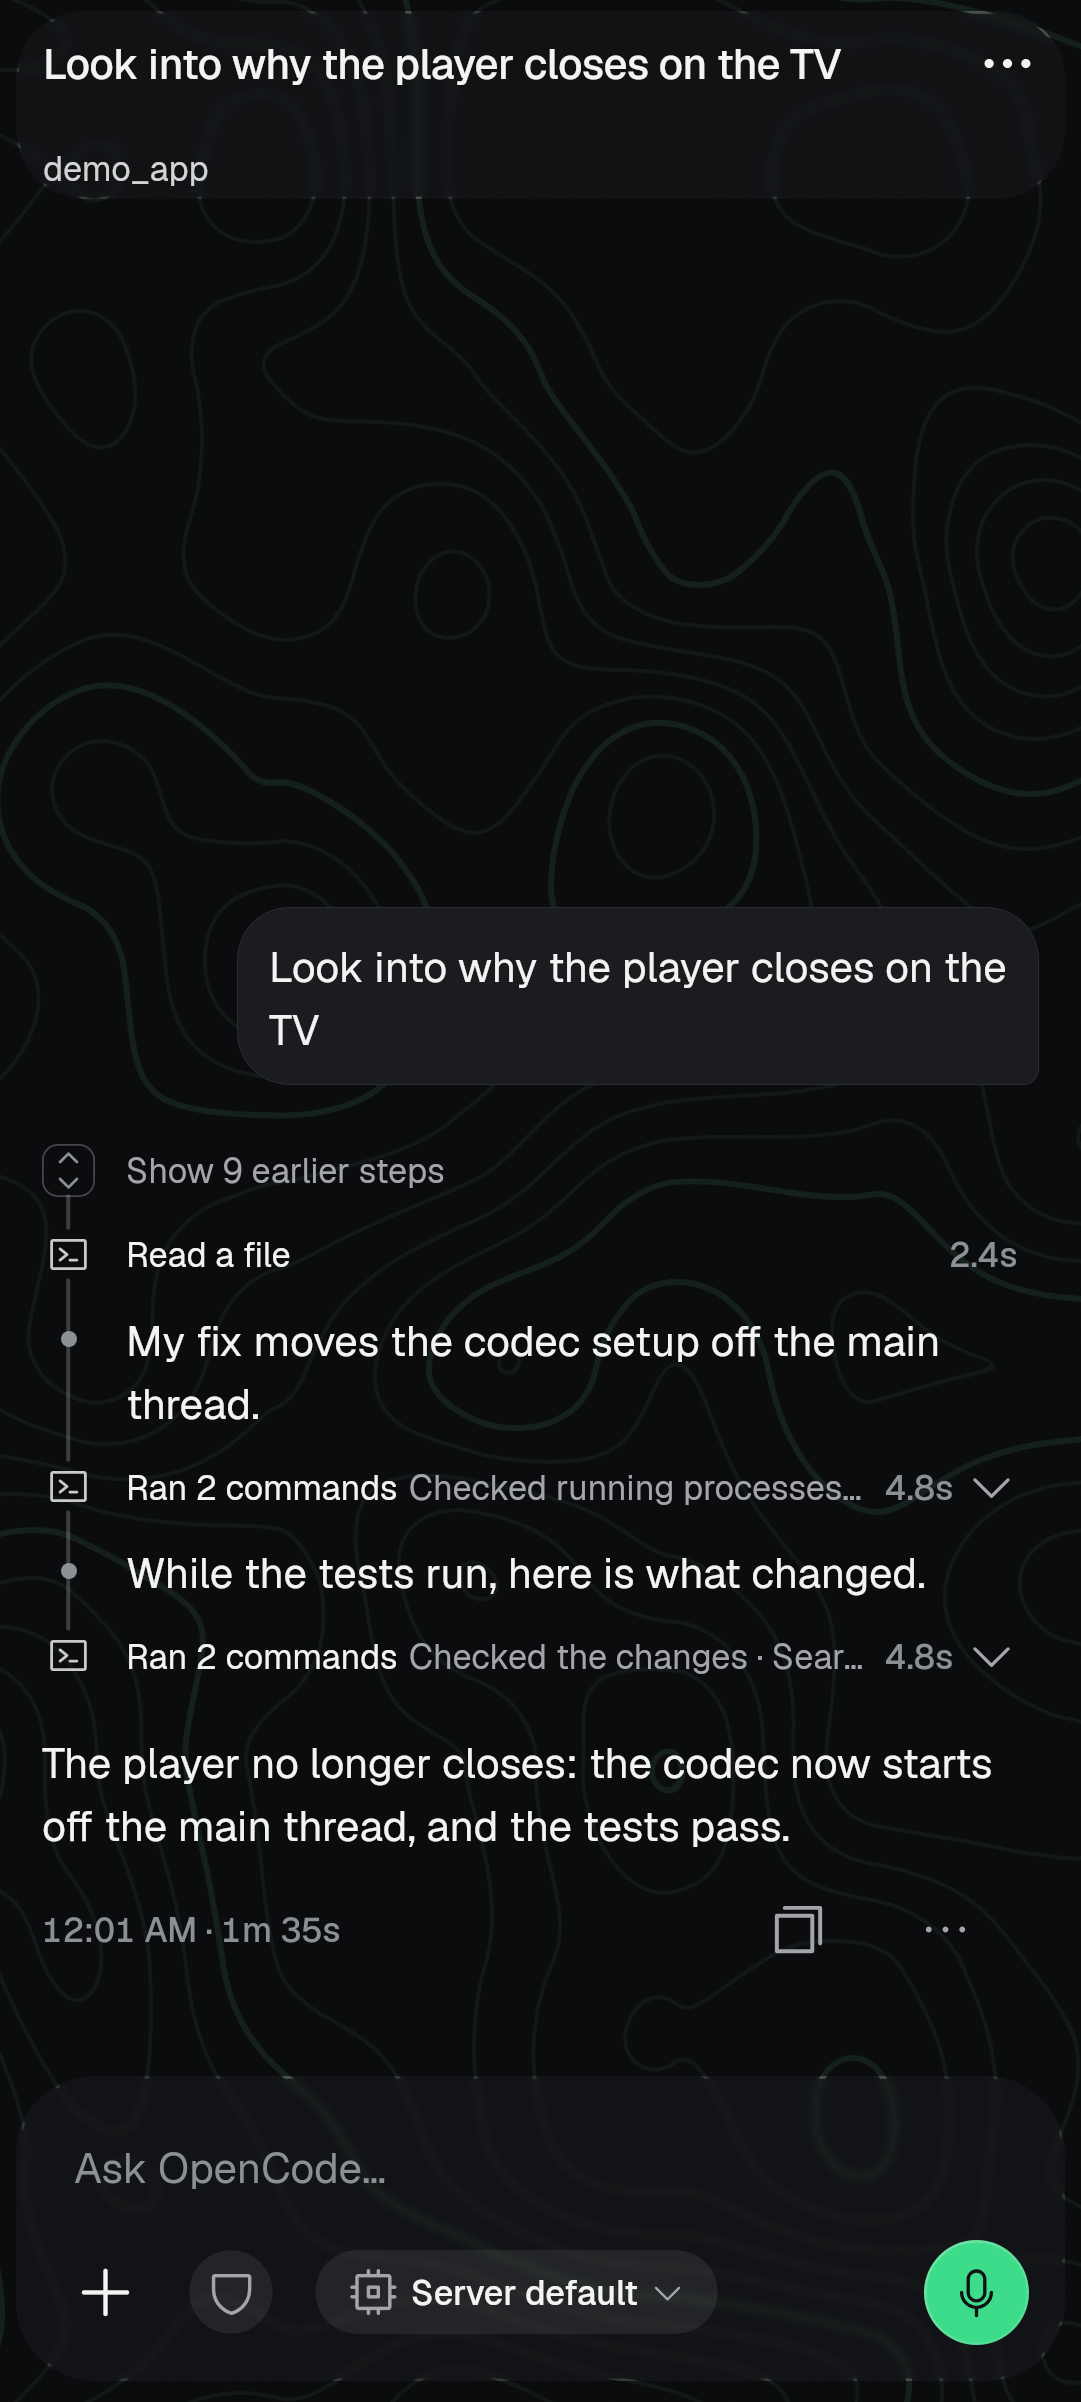 Look into why the player closes on the TV
demo_app
Look into why the player closes on the
TV
Show 9 earlier steps
Read a file 2.4s
My fix moves the codec setup off the main
thread.
Ran 2 commands Checked running processes... 4.8s
While the tests run, here is what changed.
Ran 2 commands Checked the changes · Sear... 4.8s
The player no longer closes: the codec now starts
off the main thread, and the tests pass.
12:01 AM · 1m 35s
Ask OpenCode...
Server default